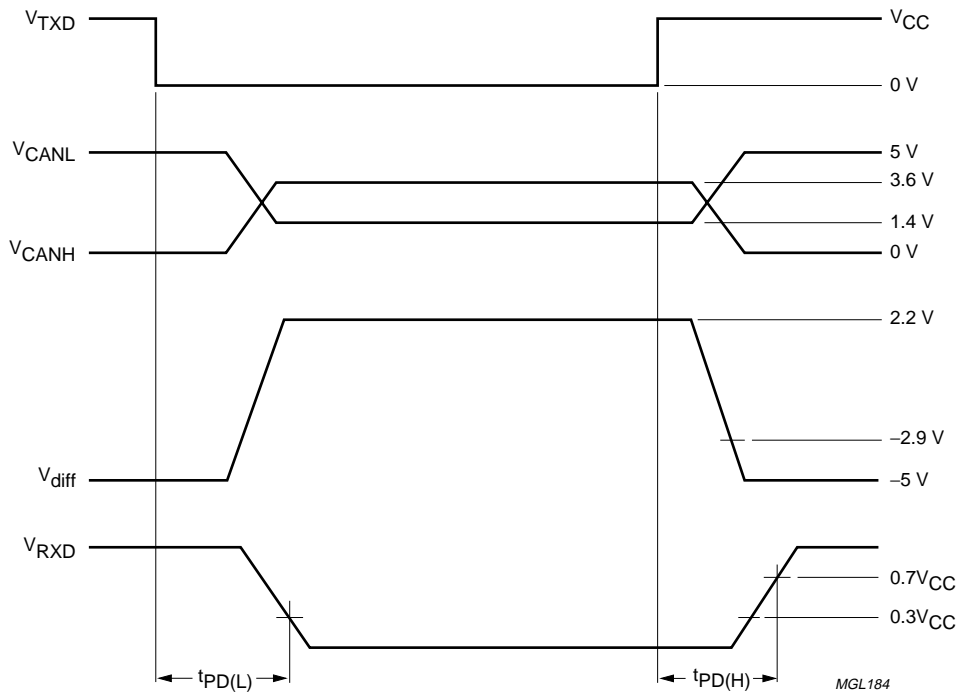 VTXD
VCC
0 V
VCANL
5 V
3.6 V
1.4 V
VCANH
0 V
2.2 V
−2.9 V
Vdiff
−5 V
VRXD
0.7VCC
0.3VCC
tPD(L)
tPD(H)
MGL184